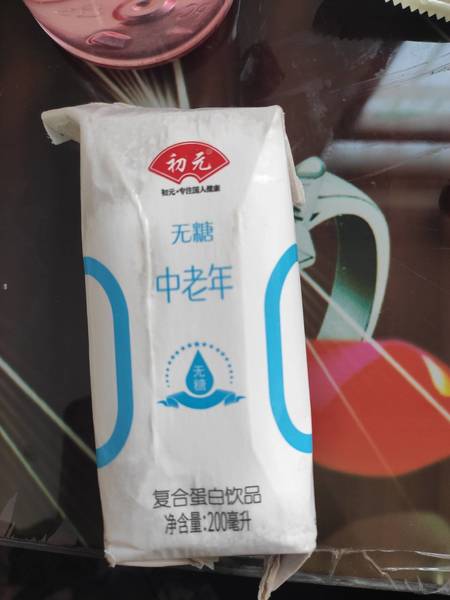 初元
初元·专注国人健康
无糖
中老年
无
糖
复合蛋白饮品
净含量:200毫升